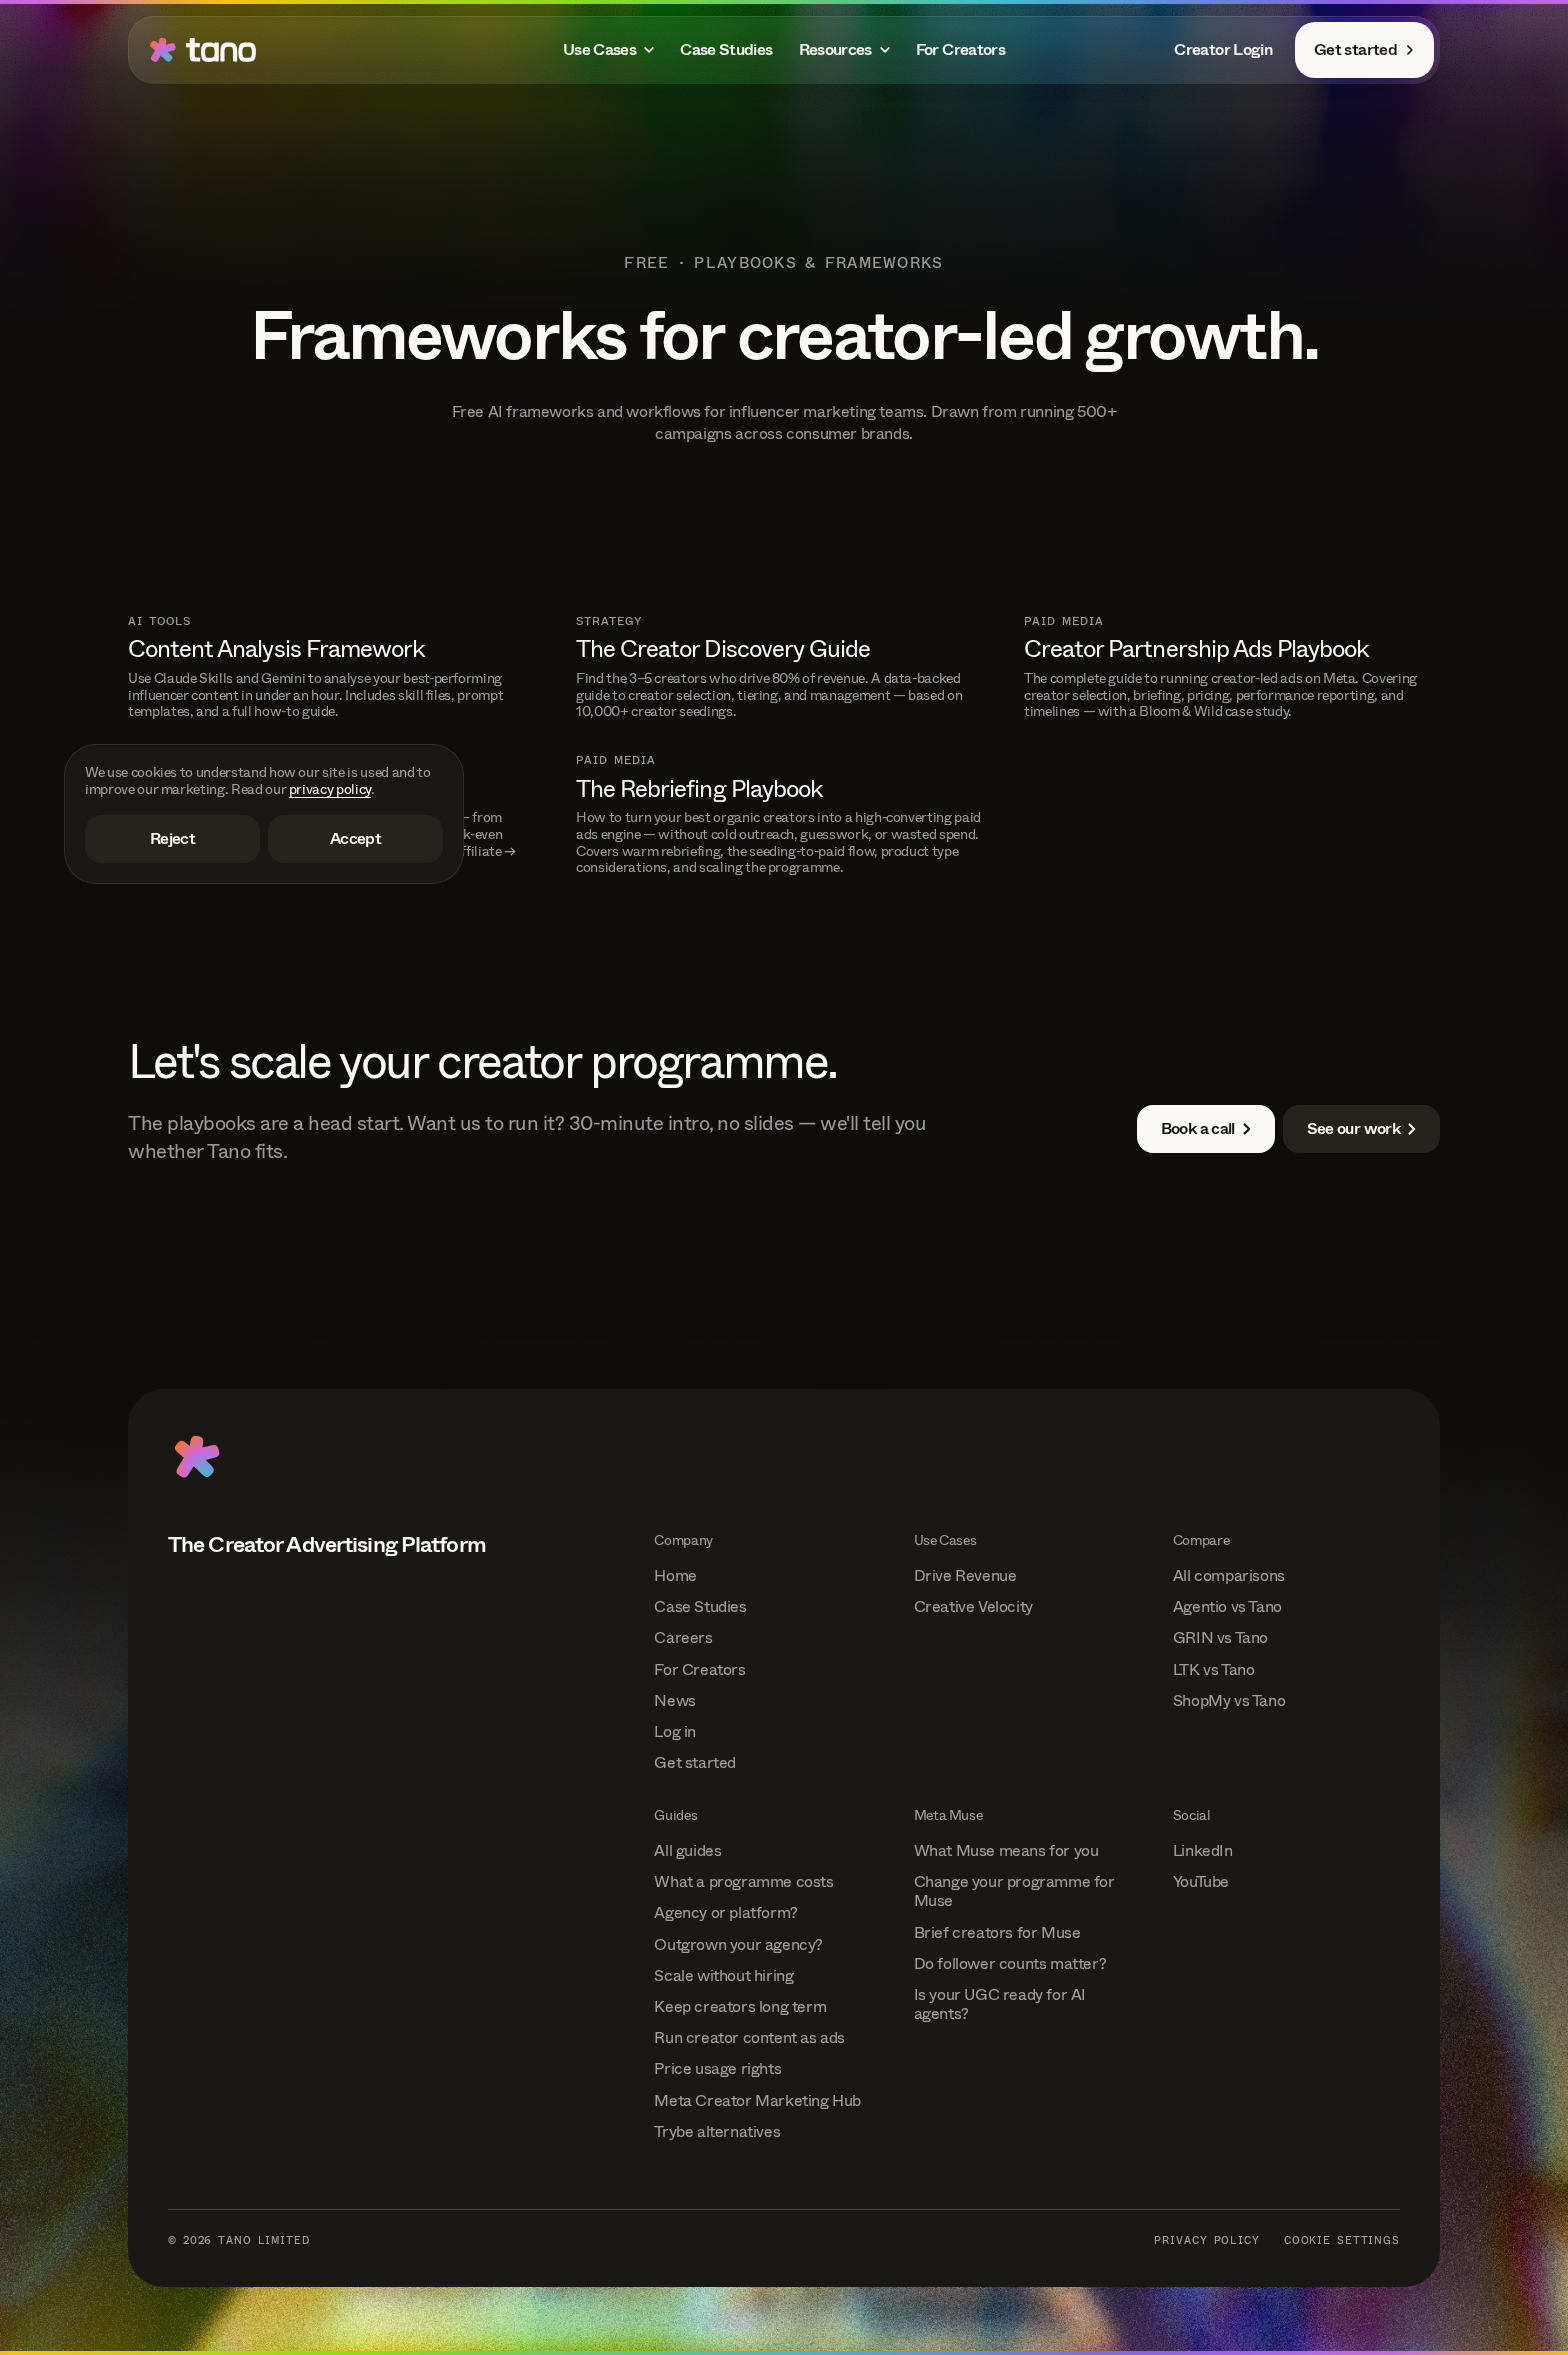 tano
Use Cases
Case Studies
Resources
For Creators
Creator Login
Get started
FREE · PLAYBOOKS & FRAMEWORKS
Frameworks for creator-led growth.
Free AI frameworks and workflows for influencer marketing teams. Drawn from running 500+
campaigns across consumer brands.
AI TOOLS
Content Analysis Framework
Use Claude Skills and Gemini to analyse your best-performing
influencer content in under an hour. Includes skill files, prompt
templates, and a full how-to guide.
STRATEGY
The Creator Discovery Guide
Find the 3–5 creators who drive 80% of revenue. A data-backed
guide to creator selection, tiering, and management — based on
10,000+ creator seedings.
PAID MEDIA
Creator Partnership Ads Playbook
The complete guide to running creator-led ads on Meta. Covering
creator selection, briefing, pricing, performance reporting, and
timelines — with a Bloom & Wild case study.
We use cookies to understand how our site is used and to
improve our marketing. Read our privacy policy.
Reject
Accept
from
→
PAID MEDIA
The Rebriefing Playbook
How to turn your best organic creators into a high-converting paid
ads engine — without cold outreach, guesswork, or wasted spend.
Covers warm rebriefing, the seeding-to-paid flow, product type
considerations, and scaling the programme.
Let's scale your creator programme.
The playbooks are a head start. Want us to run it? 30-minute intro, no slides — we'll tell you
whether Tano fits.
Book a call
See our work
The Creator Advertising Platform
Company
Home
Case Studies
Careers
For Creators
News
Log in
Get started
Use Cases
Drive Revenue
Creative Velocity
Compare
All comparisons
Agentio vs Tano
GRIN vs Tano
LTK vs Tano
ShopMy vs Tano
Guides
All guides
What a programme costs
Agency or platform?
Outgrown your agency?
Scale without hiring
Keep creators long term
Run creator content as ads
Price usage rights
Meta Creator Marketing Hub
Trybe alternatives
Meta Muse
What Muse means for you
Change your programme for
Muse
Brief creators for Muse
Do follower counts matter?
Is your UGC ready for AI
agents?
Social
LinkedIn
YouTube
© 2026 TANO LIMITED
PRIVACY POLICY
COOKIE SETTINGS